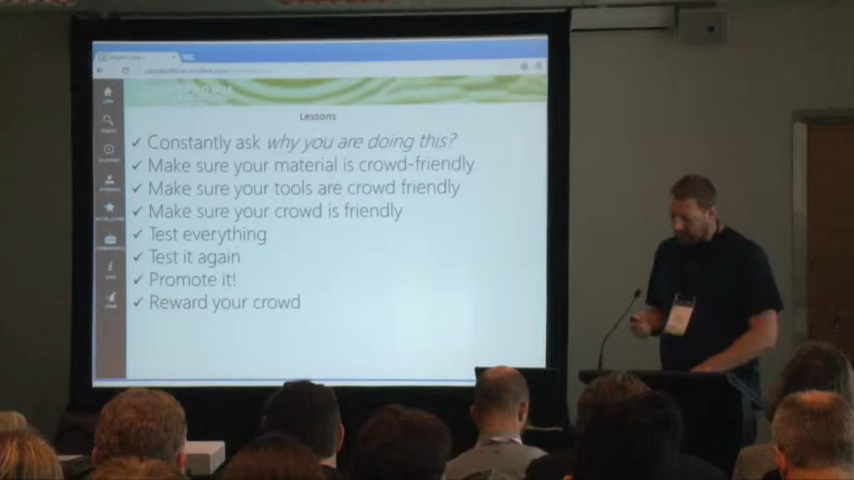 Lessons
✓ Constantly ask why you are doing this?
✓ Make sure your material is crowd-friendly
✓ Make sure your tools are crowd friendly
✓ Make sure your crowd is friendly
✓ Test everything
✓ Test it again
✓ Promote it!
✓ Reward your crowd